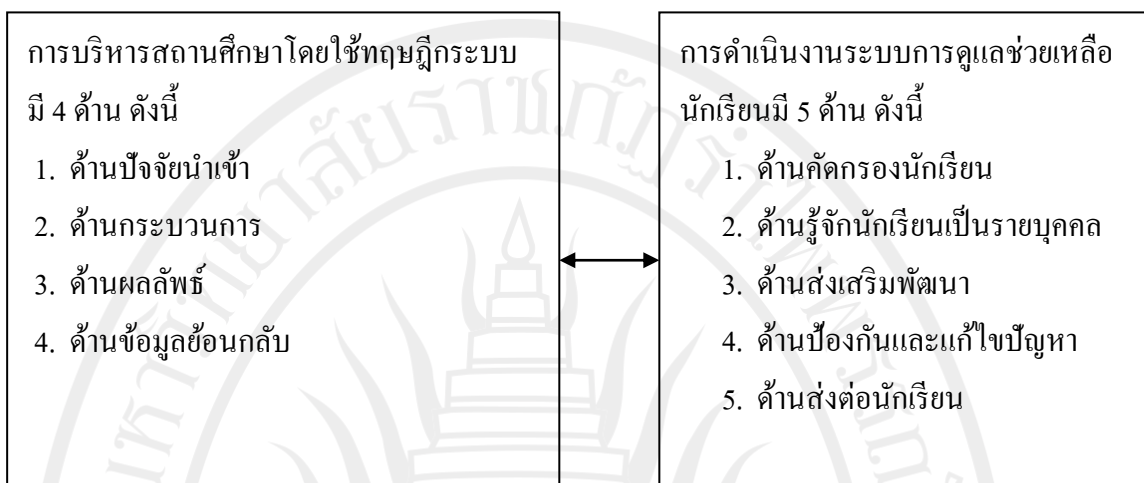 การบริหารสถานศึกษาโดยใช้ทฤษฎีกระบบ
มี 4 ด้าน ดังนี้
1. ด้านปัจจัยนำเข้า
2. ด้านกระบวนการ
3. ด้านผลลัพธ์
4. ด้านข้อมูลย้อนกลับ
การดำเนินงานระบบการดูแลช่วยเหลือ
นักเรียนมี 5 ด้าน ดังนี้
1. ด้านคัดกรองนักเรียน
2. ด้านรู้จักนักเรียนเป็นรายบุคคล
3. ด้านส่งเสริมพัฒนา
4. ด้านป้องกันและแก้ไขปัญหา
5. ด้านส่งต่อนักเรียน